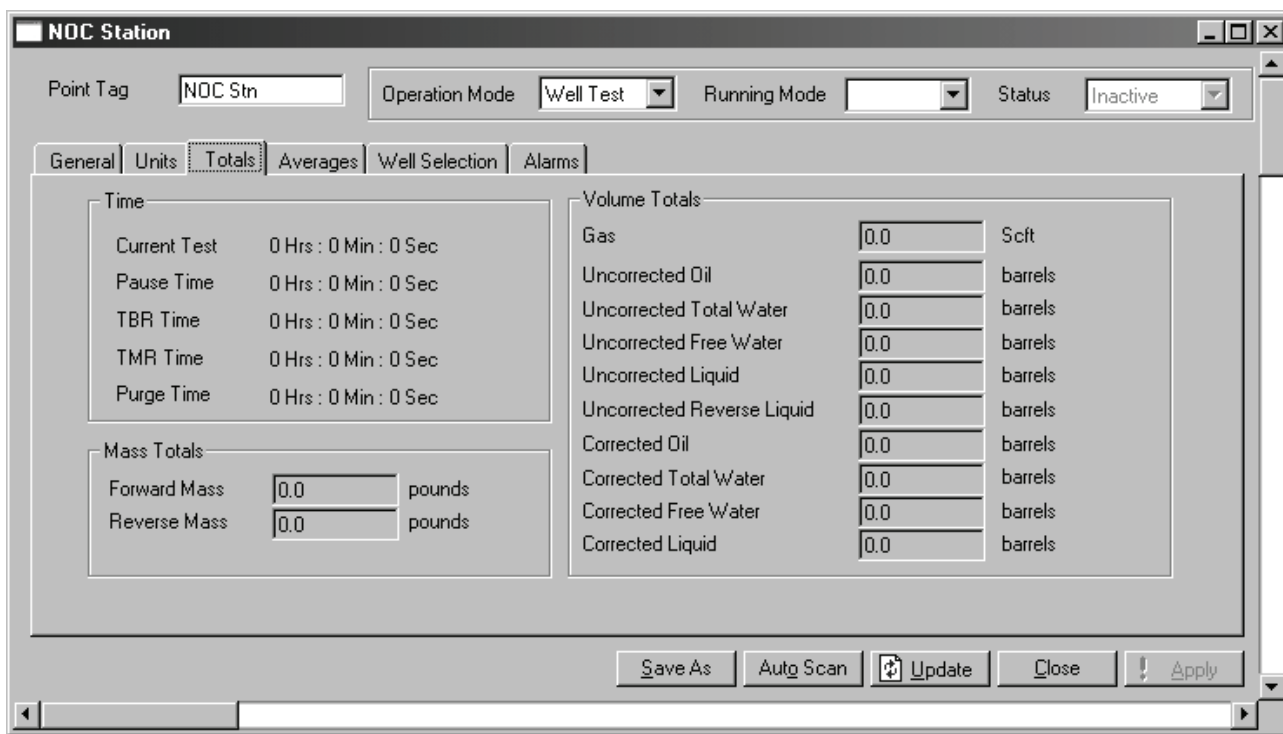 NOC Station
Point Tag NOC Stn Operation Mode Well Test Running Mode Status Inactive
General Units Totals Averages Well Selection Alarms
Time
Current Test 0 Hrs : 0 Min : 0 Sec
Pause Time 0 Hrs : 0 Min : 0 Sec
TBR Time 0 Hrs : 0 Min : 0 Sec
TMR Time 0 Hrs : 0 Min : 0 Sec
Purge Time 0 Hrs : 0 Min : 0 Sec
Mass Totals
Forward Mass 0.0 pounds
Reverse Mass 0.0 pounds
Volume Totals
Gas 0.0 Scft
Uncorrected Oil 0.0 barrels
Uncorrected Total Water 0.0 barrels
Uncorrected Free Water 0.0 barrels
Uncorrected Liquid 0.0 barrels
Uncorrected Reverse Liquid 0.0 barrels
Corrected Oil 0.0 barrels
Corrected Total Water 0.0 barrels
Corrected Free Water 0.0 barrels
Corrected Liquid 0.0 barrels
Save As Auto Scan Update Close ! Apply